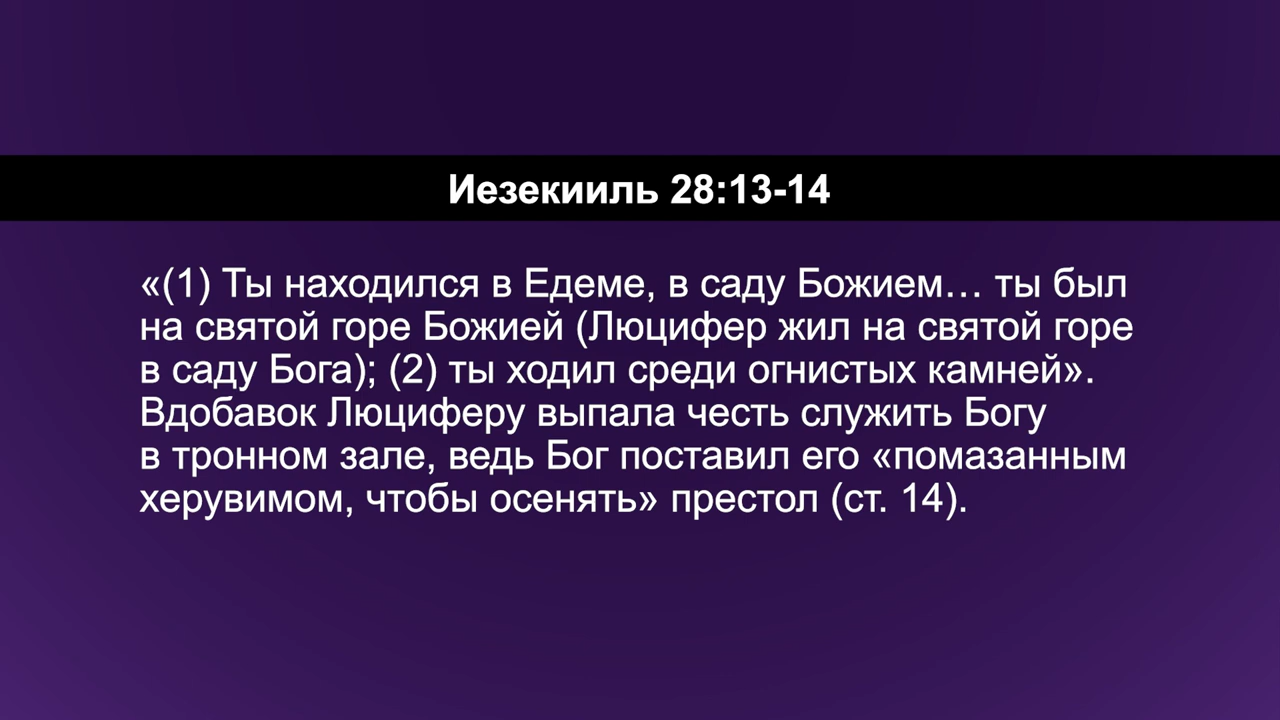 Иезекииль 28:13-14
«(1) Ты находился в Едеме, в саду Божием… ты был
на святой горе Божией (Люцифер жил на святой горе
в саду Бога); (2) ты ходил среди огнистых камней».
Вдобавок Люциферу выпала честь служить Богу
в тронном зале, ведь Бог поставил его «помазанным
херувимом, чтобы осенять» престол (ст. 14).